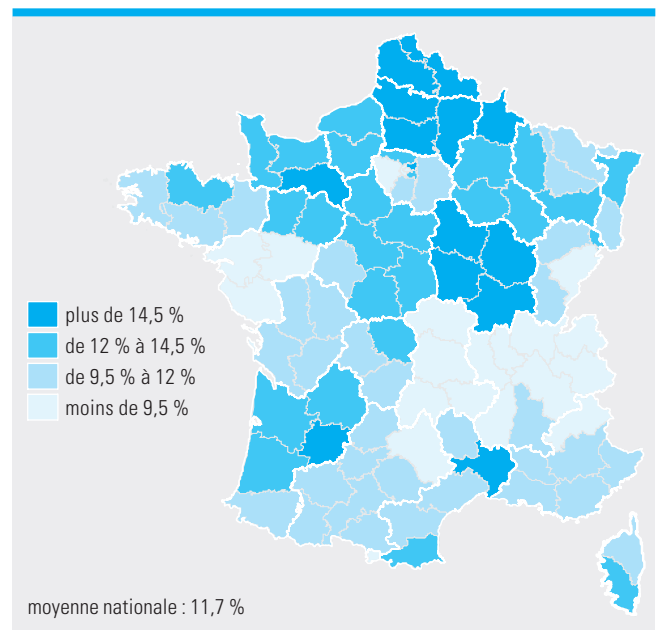 plus de 14,5 %
de 12 % à 14,5 %
de 9,5 % à 12 %
moins de 9,5 %
moyenne nationale : 11,7 %